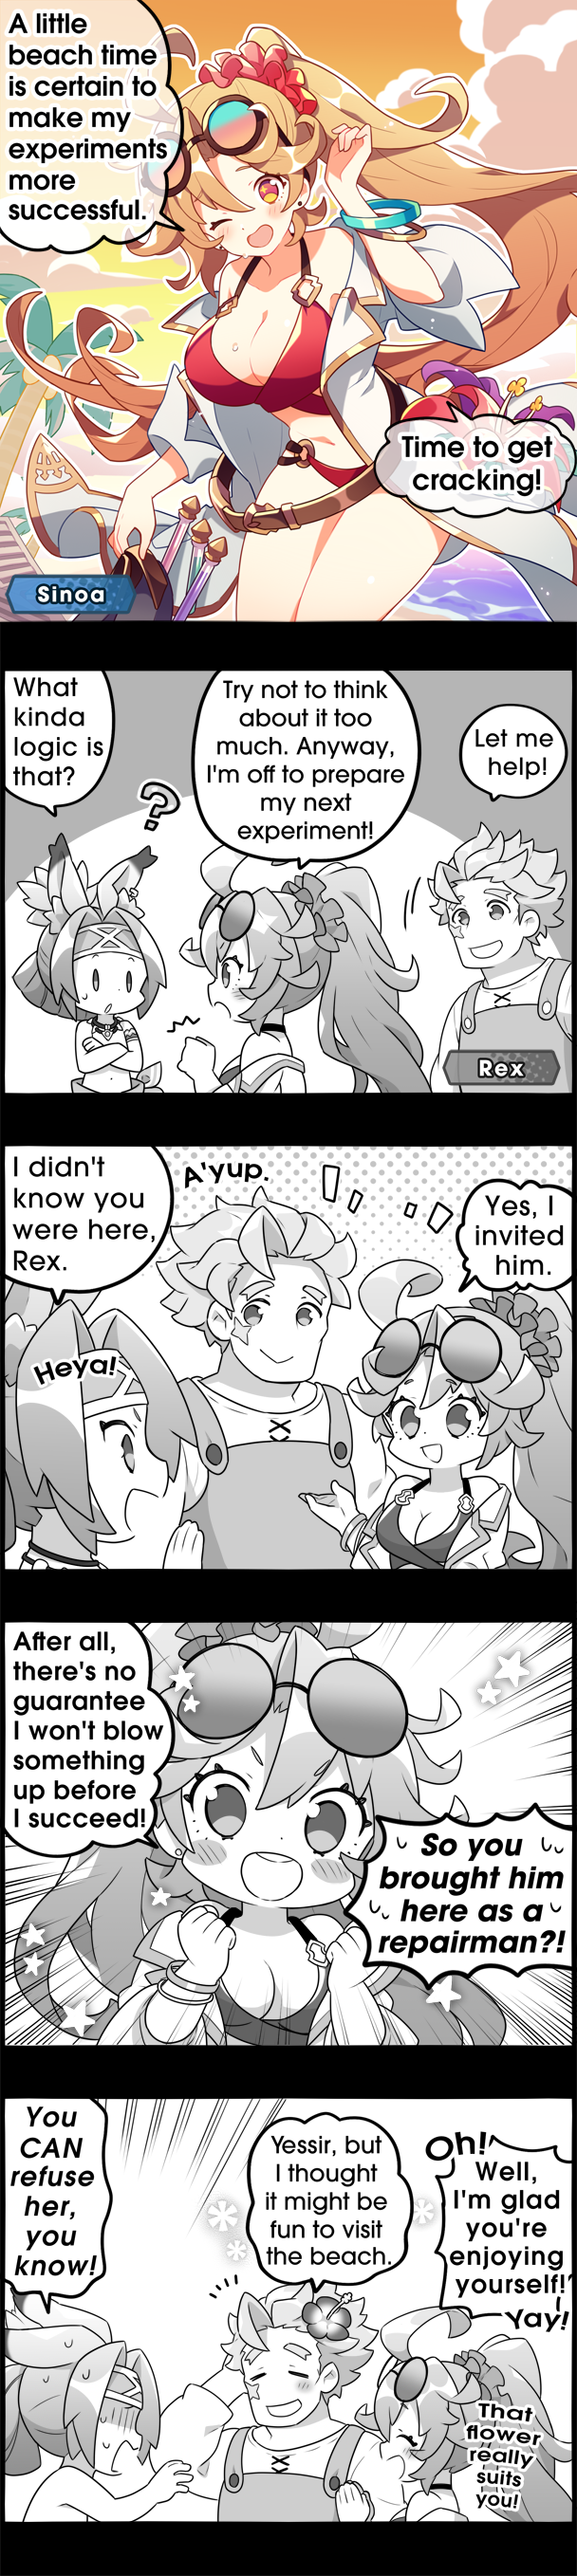 A little
beach time
is certain to
make my
experiments
more
successful.
Time to get
cracking!
Sinoa
What
kinda
logic is
that?
?
Try not to think
about it too
much. Anyway,
I'm off to prepare
my next
experiment!
Let me
help!
Rex
I didn't
know you
were here,
Rex.
A'yup.
Yes, I
invited
him.
Heya!
After all,
there's no
guarantee
I won't blow
something
up before
I succeed!
So you
brought him
here as a
repairman?!
You
CAN
refuse
her,
you
know!
Yessir, but
I thought
it might be
fun to visit
the beach.
Oh!
Well,
I'm glad
you're
enjoying
yourself!
Yay!
That
flower
really
suits
you!